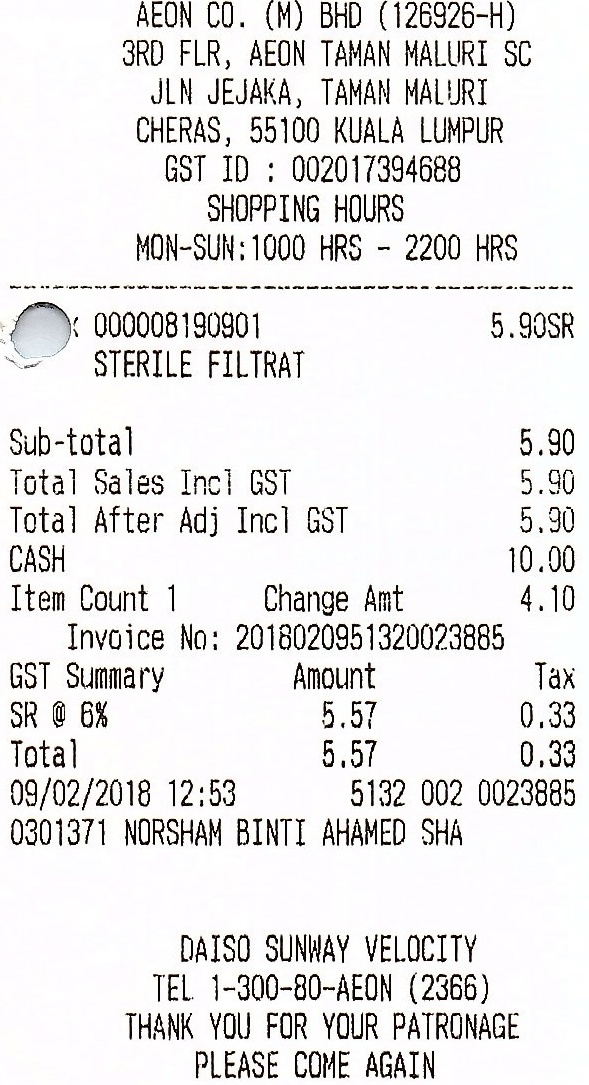 AEON CO. (M) BHD (126926-H)
3RD FLR, AEON TAMAN MALURI SC
JLN JEJAKA, TAMAN MALURI
CHERAS, 55100 KUALA LUMPUR
GST ID : 002017394688
SHOPPING HOURS
MON-SUN:1000 HRS - 2200 HRS
000008190901 5.90SR
STERILE FILTRAT
Sub-total 5.90
Total Sales Incl GST 5.90
Total After Adj Incl GST 5.90
CASH 10.00
Item Count 1 Change Amt 4.10
Invoice No: 2018020951320023885
GST Summary Amount Tax
SR @ 6% 5.57 0.33
Total 5.57 0.33
09/02/2018 12:53 5132 002 0023885
0301371 NORSHAM BINTI AHAMED SHA
DAISO SUNWAY VELOCITY
TEL 1-300-80-AEON (2366)
THANK YOU FOR YOUR PATRONAGE
PLEASE COME AGAIN